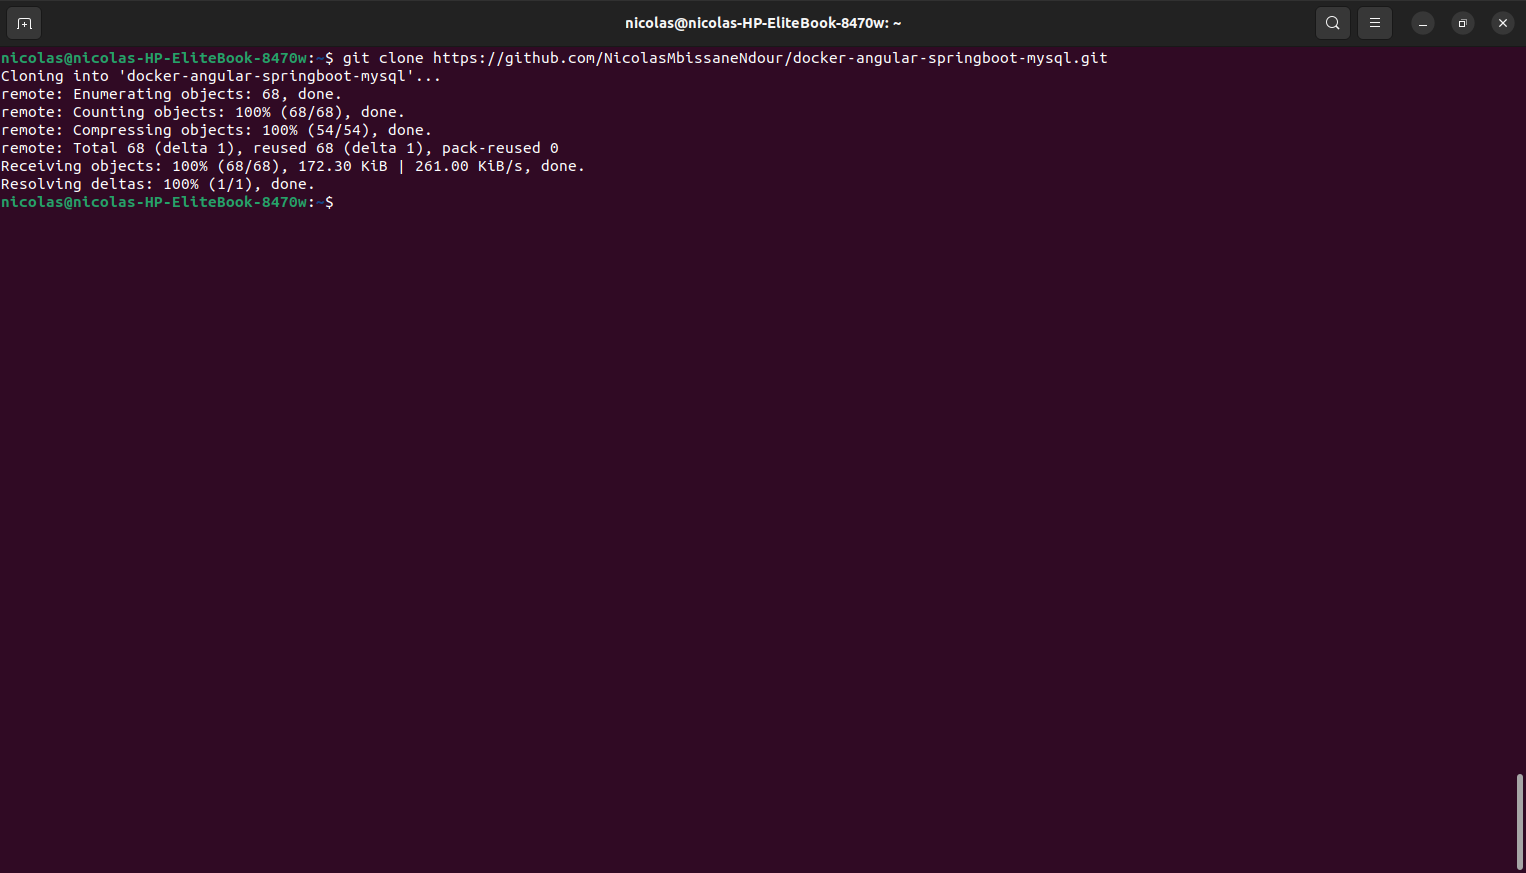 nicolas@nicolas-HP-EliteBook-8470w: ~
nicolas@nicolas-HP-EliteBook-8470w:~$ git clone https://github.com/NicolasMbissaneNdour/docker-angular-springboot-mysql.git
Cloning into 'docker-angular-springboot-mysql'...
remote: Enumerating objects: 68, done.
remote: Counting objects: 100% (68/68), done.
remote: Compressing objects: 100% (54/54), done.
remote: Total 68 (delta 1), reused 68 (delta 1), pack-reused 0
Receiving objects: 100% (68/68), 172.30 KiB | 261.00 KiB/s, done.
Resolving deltas: 100% (1/1), done.
nicolas@nicolas-HP-EliteBook-8470w:~$